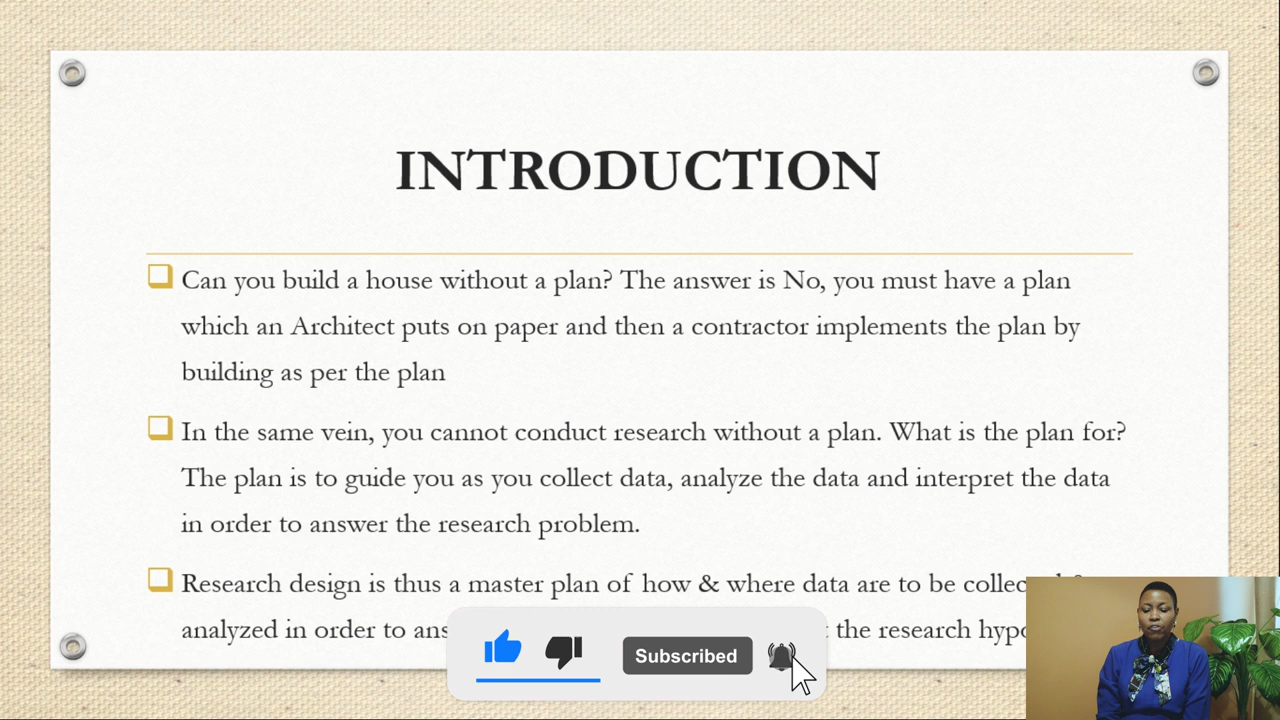 INTRODUCTION
Can you build a house without a plan? The answer is No, you must have a plan
which an Architect puts on paper and then a contractor implements the plan by
building as per the plan
In the same vein, you cannot conduct research without a plan. What is the plan for?
The plan is to guide you as you collect data, analyze the data and interpret the data
in order to answer the research problem.
Research design is thus a master plan of how & where data are to be
analyzed in order to the research
Subscribed